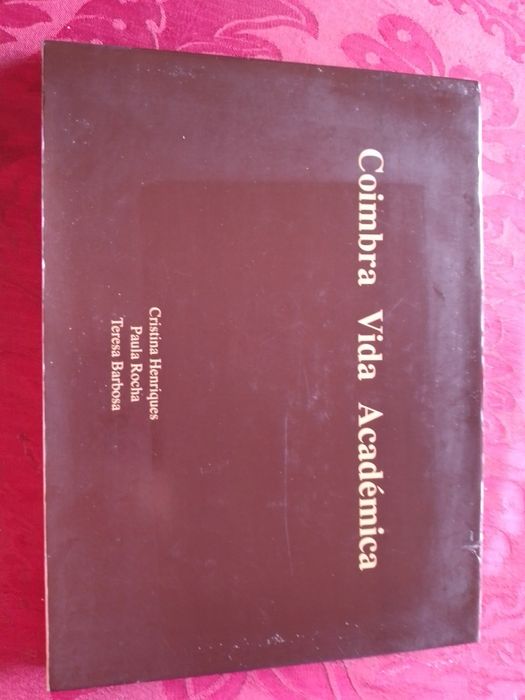 Coimbra Vida Académica
Cristina Henriques
Paula Rocha
Teresa Barbosa